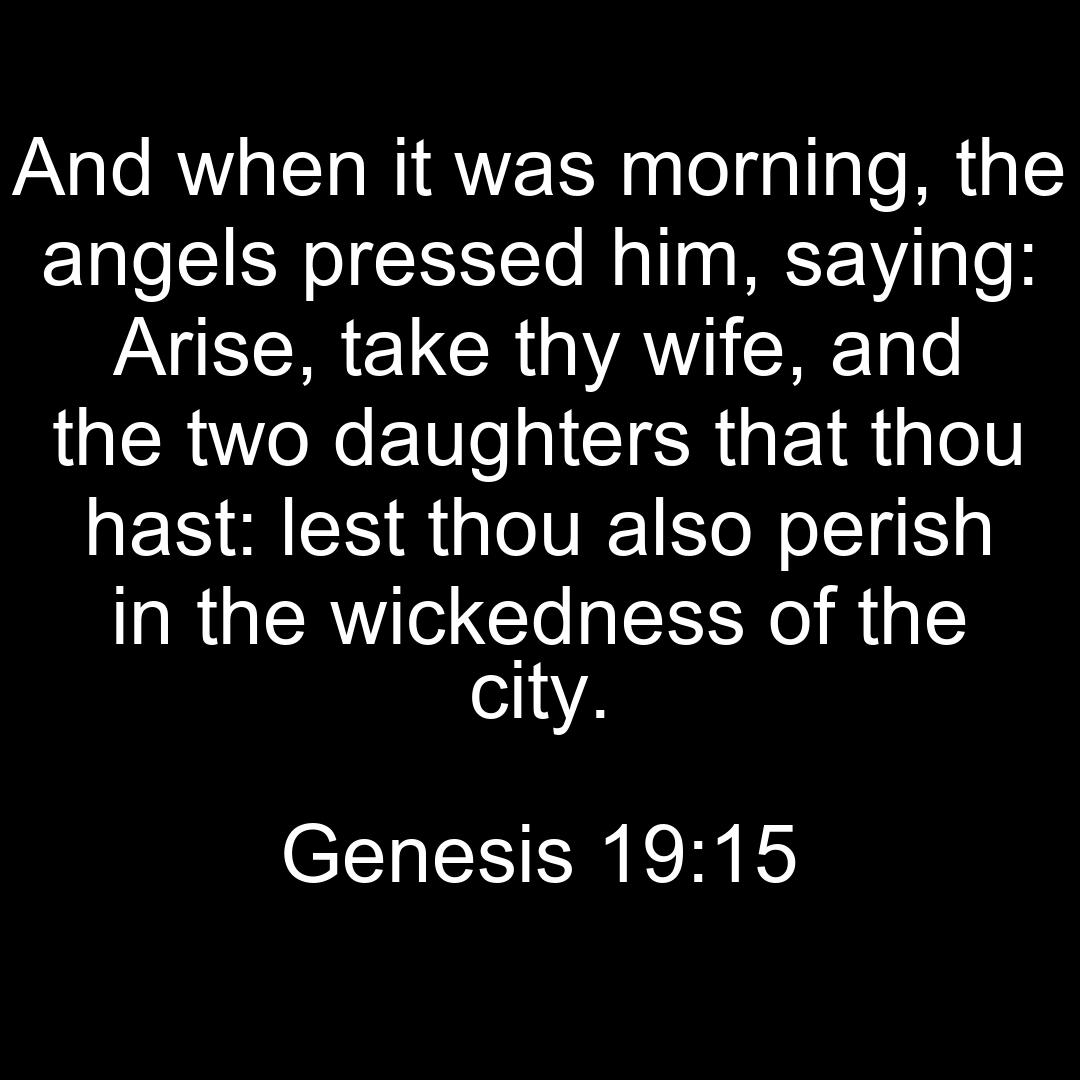 And when it was morning, the
angels pressed him, saying:
Arise, take thy wife, and
the two daughters that thou
hast: lest thou also perish
in the wickedness of the
city.
Genesis 19:15